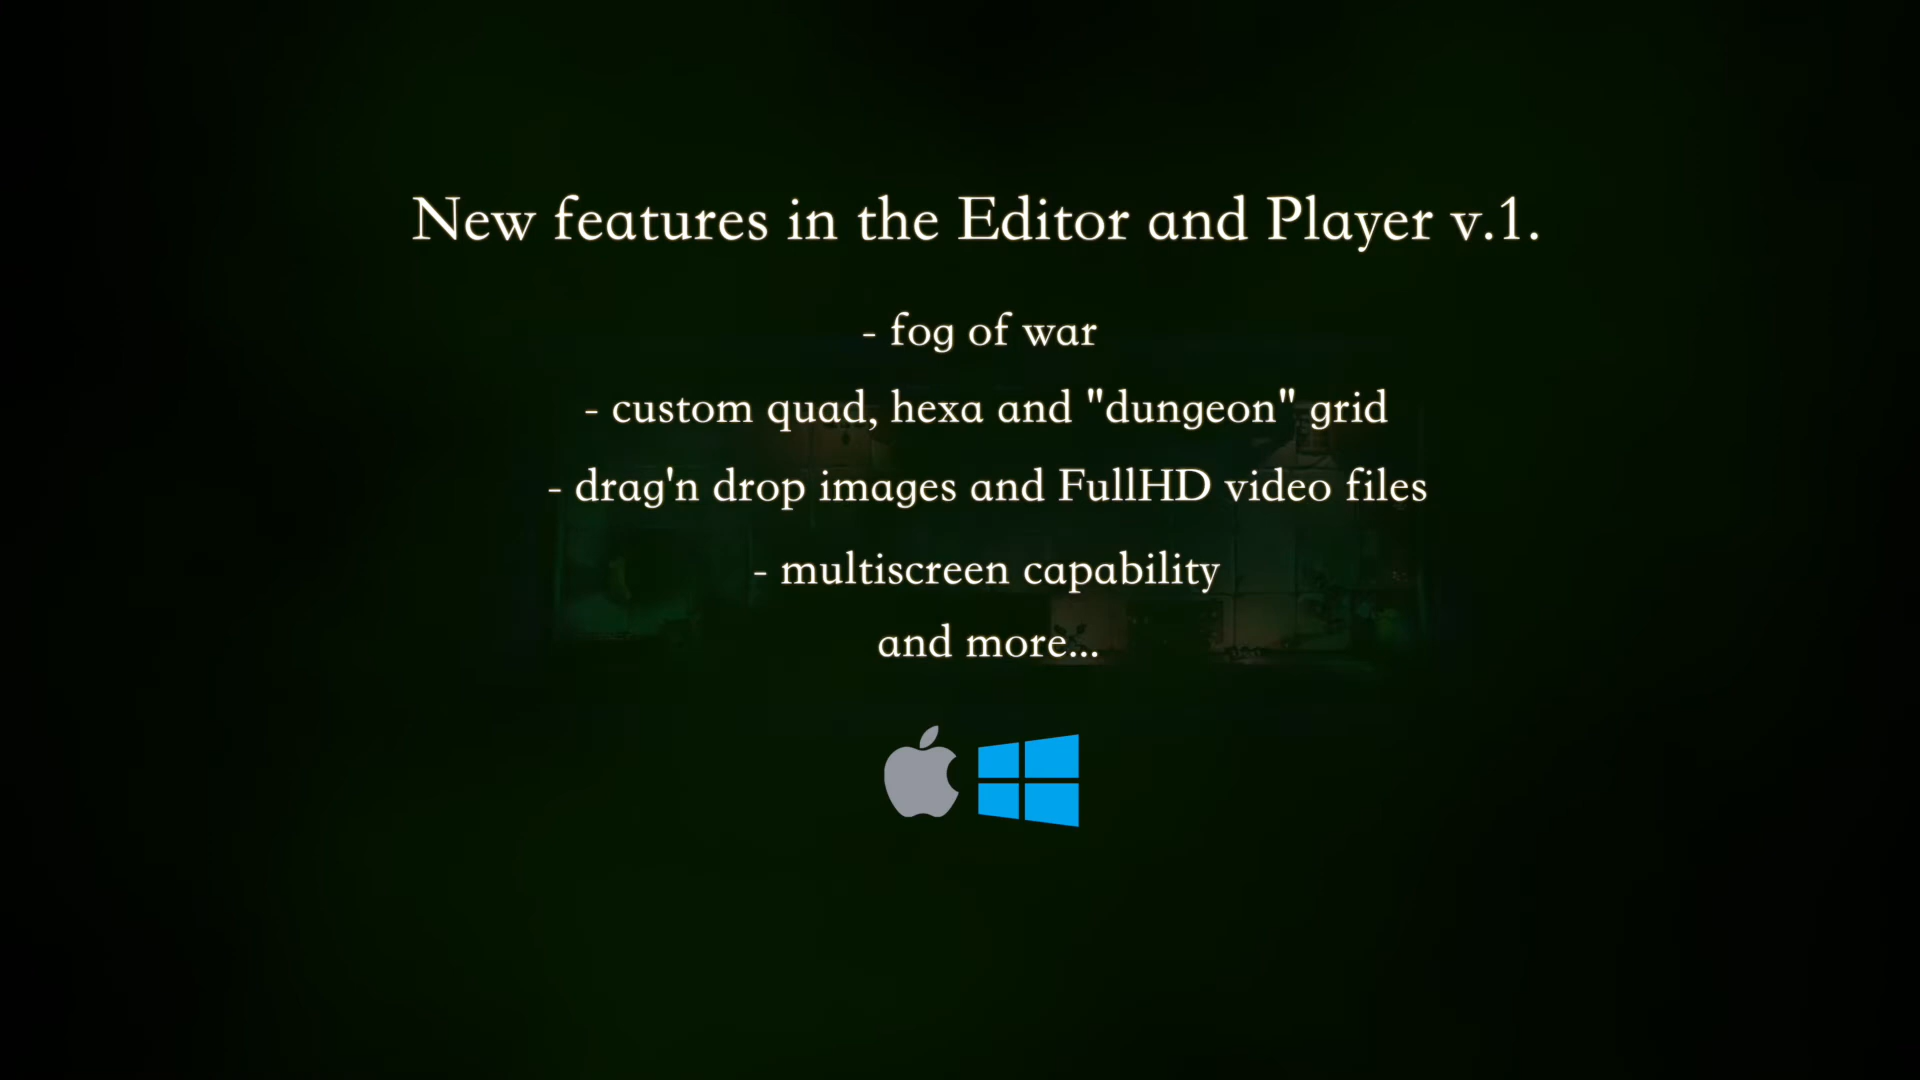 New features in the Editor and Player v.1.
- fog of war
- custom quad, hexa and "dungeon" grid
- drag'n drop images and FullHD video files
- multiscreen capability
and more...